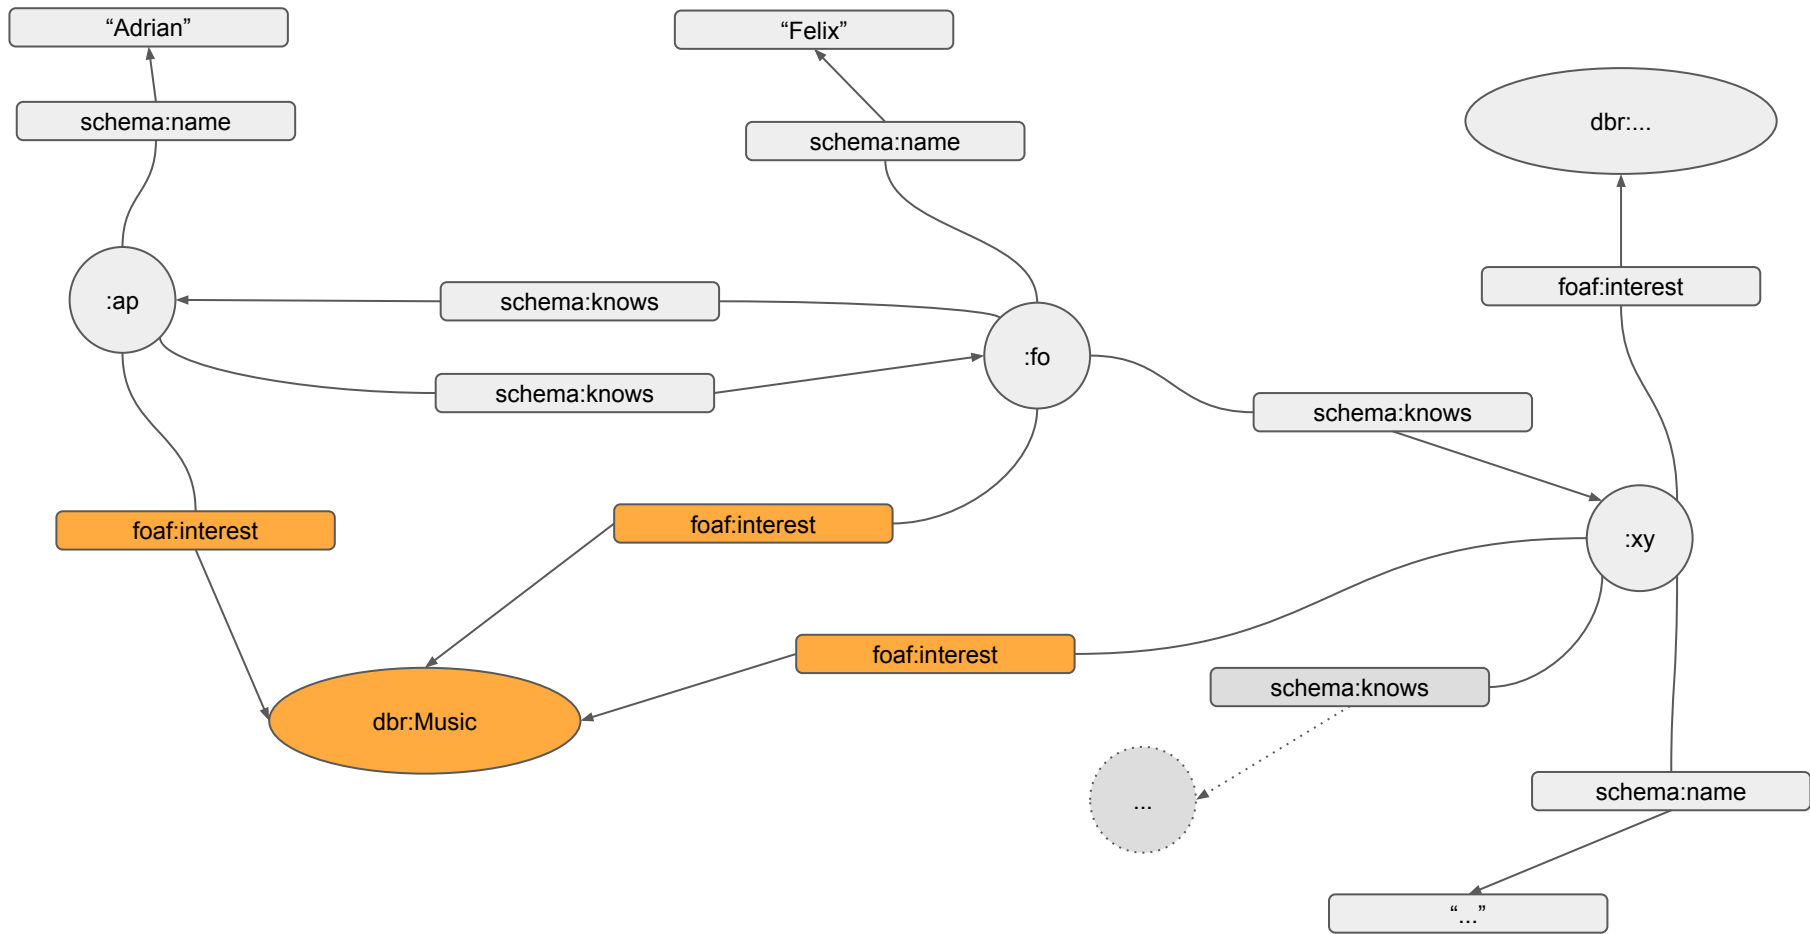 “Adrian”
“Felix”
schema:name
schema:name
dbr:...
:ap
schema:knows
foaf:interest
:fo
schema:knows
schema:knows
foaf:interest
foaf:interest
:xy
foaf:interest
schema:knows
dbr:Music
...
schema:name
“...”